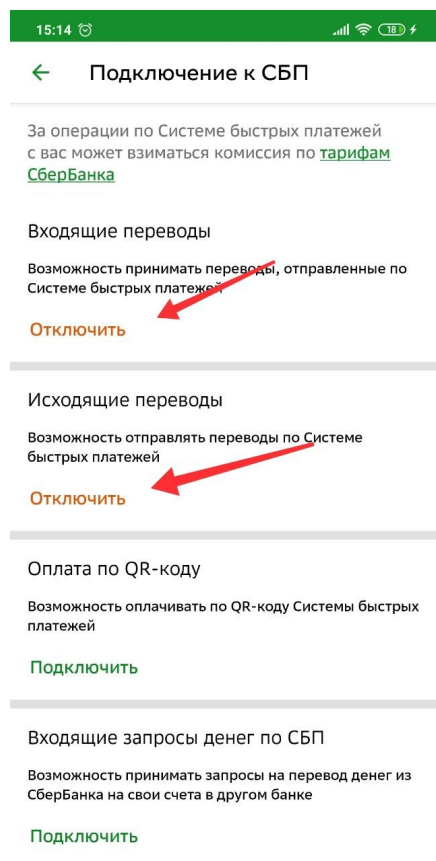 15:14
18
Подключение к СБП
За операции по Системе быстрых платежей
с вас может взиматься комиссия по тарифам
СберБанка
Входящие переводы
Возможность принимать переводы, отправленные по
Системе быстрых платежей
Отключить
Исходящие переводы
Возможность отправлять переводы по Системе
быстрых платежей
Отключить
Оплата по QR-коду
Возможность оплачивать по QR-коду Системы быстрых
платежей
Подключить
Входящие запросы денег по СБП
Возможность принимать запросы на перевод денег из
СберБанка на свои счета в другом банке
Подключить